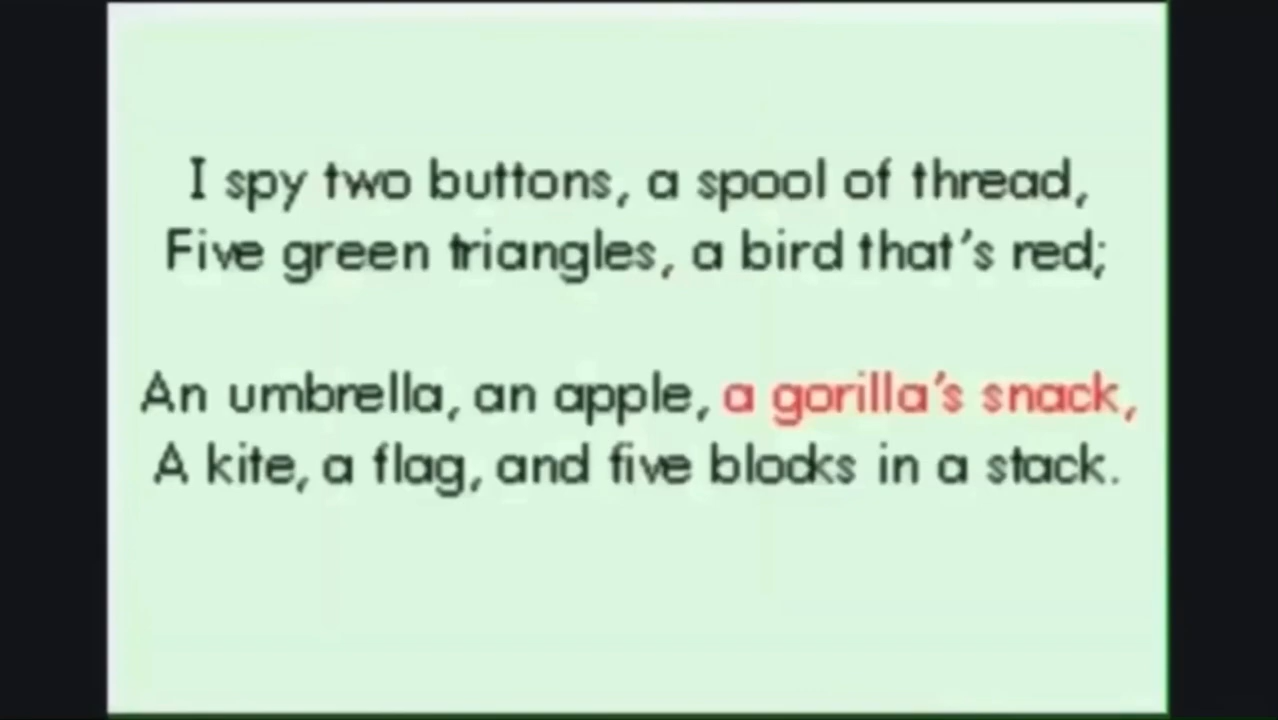 I spy two buttons, a spool of thread,
Five green triangles, a bird that's red;
An umbrella, an apple, a gorilla's snack,
A kite, a flag, and five blocks in a stack.